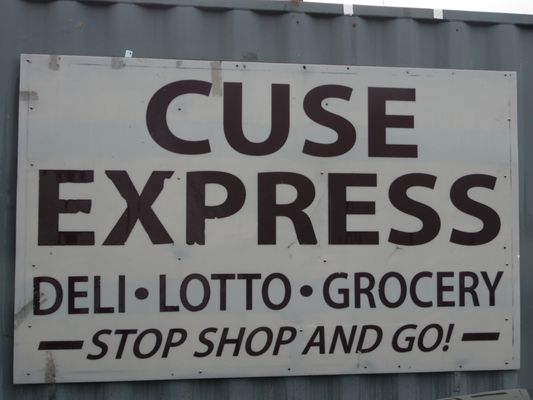 CUSE
EXPRESS
DELI • LOTTO • GROCERY
— STOP SHOP AND GO! —